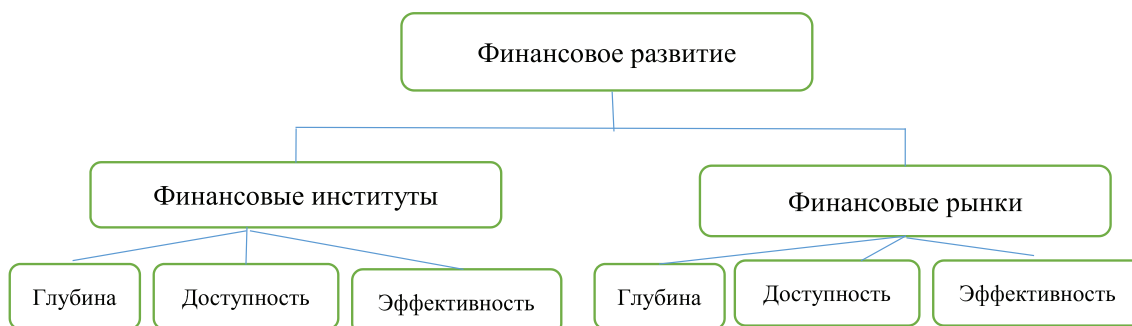 Финансовое развитие
Финансовые институты
Финансовые рынки
Глубина
Доступность
Эффективность
Глубина
Доступность
Эффективность